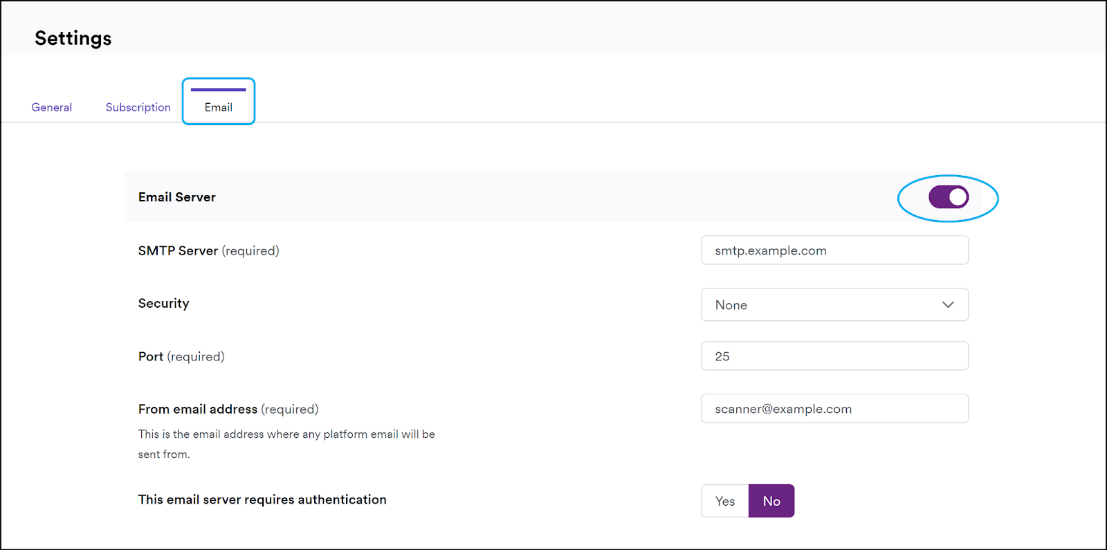 Settings
General
Subscription
Email
Email Server
SMTP Server (required)
smtp.example.com
Security
None
Port (required)
25
From email address (required)
scanner@example.com
This is the email address where any platform email will be
sent from.
This email server requires authentication
Yes
No